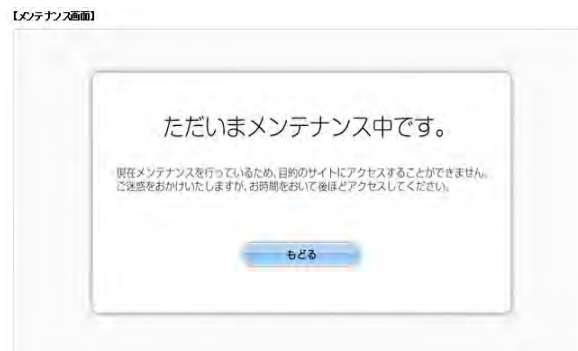 【メンテナンス画面】
ただいまメンテナンス中です。
現在メンテナンスを行っているため、目的のサイトにアクセスすることができません。
ご迷惑をおかけいたしますが、お時間をおいて後ほどアクセスしてください。
もどる